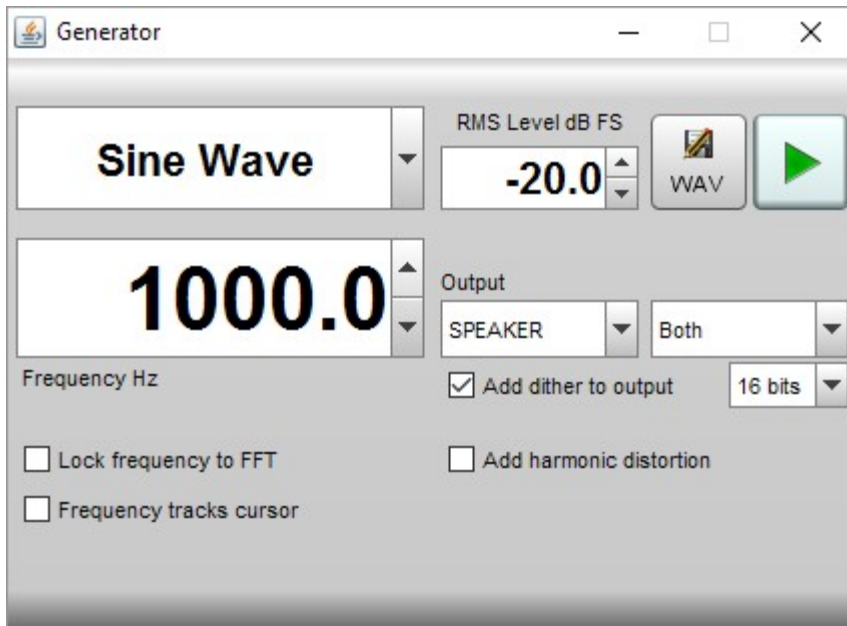 Generator
Sine Wave
RMS Level dB FS
-20.0
WAV
1000.0
Output
SPEAKER
Both
Frequency Hz
Add dither to output
16 bits
Lock frequency to FFT
Add harmonic distortion
Frequency tracks cursor